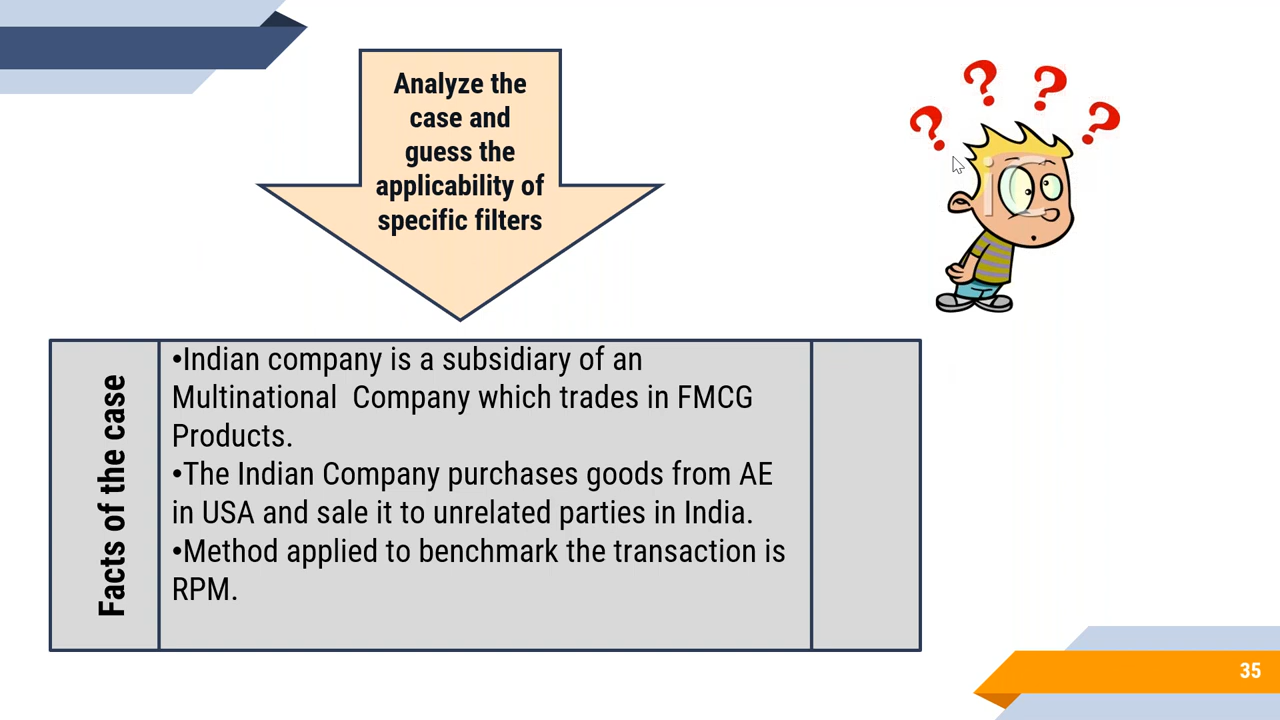 Analyze the
case and
guess the
applicability of
specific filters
? ? ? ?
iC
Facts of the case
•Indian company is a subsidiary of an
Multinational Company which trades in FMCG
Products.
•The Indian Company purchases goods from AE
in USA and sale it to unrelated parties in India.
•Method applied to benchmark the transaction is
RPM.
35